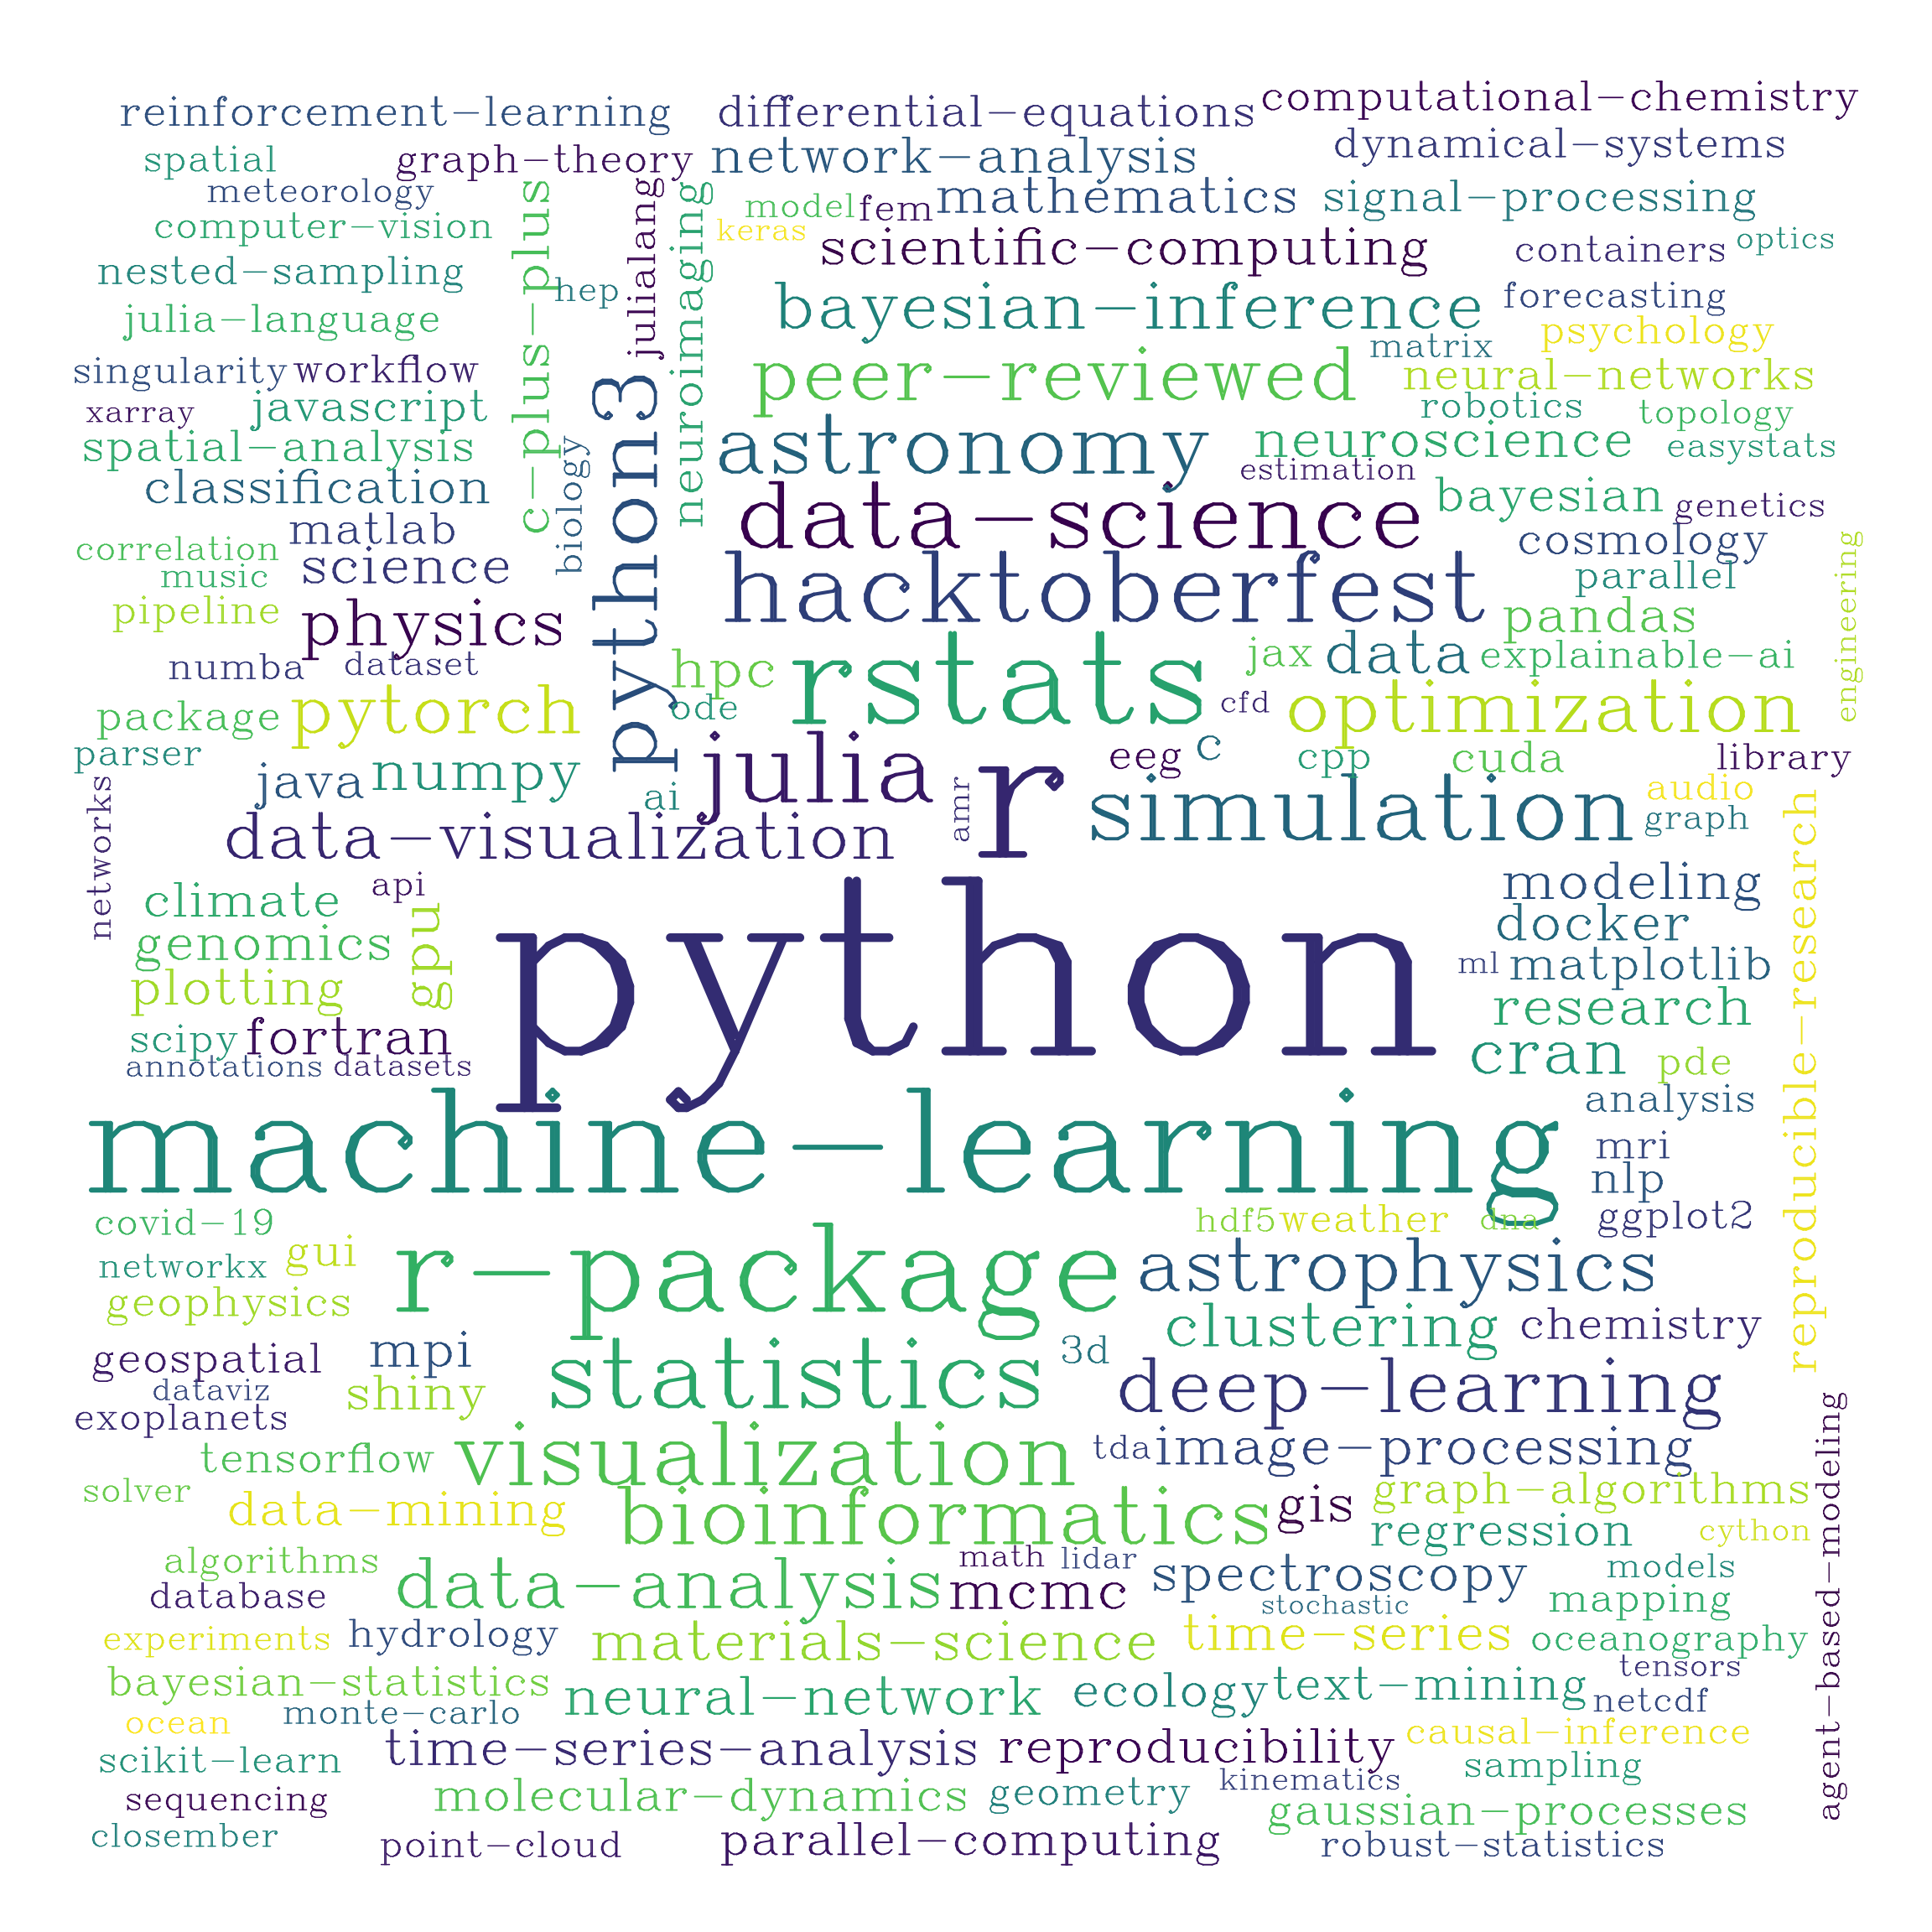 computational-chemistry
reinforcement-learning
differential-equations
dynamical-systems
spatial
graph-theory
network-analysis
meteorology
model
fem
mathematics
signal-processing
computer-vision
keras
scientific-computing
containers
optics
c-plus-plus
julialang
neuroimaging
nested-sampling
hep
bayesian-inference
forecasting
julia-language
psychology
matrix
singularity
workflow
peer-reviewed
neural-networks
python3
xarray
javascript
robotics
topology
spatial-analysis
astronomy
neuroscience
easystats
biology
estimation
classification
data-science
bayesian
genetics
matlab
correlation
science
cosmology
music
hacktoberfest
parallel
engineering
pipeline
physics
pandas
numba
dataset
hpc
rstats
jax
data
explainable-ai
package
pytorch
ode
cfd
optimization
parser
julia
r
eeg
c
cpp
cuda
library
java
numpy
ai
amr
simulation
audio
graph
networks
data-visualization
reproducible-research
climate
api
modeling
genomics
gpu
python
docker
plotting
ml
matplotlib
scipy
fortran
research
annotations
datasets
cran
pde
machine-learning
analysis
mri
nlp
covid-19
hdf5
weather
dna
ggplot2
networkx
gui
r-package
astrophysics
geophysics
clustering
chemistry
geospatial
mpi
statistics
3d
dataviz
shiny
deep-learning
exoplanets
agent-based-modeling
tensorflow
visualization
tda
image-processing
solver
data-mining
bioinformatics
gis
graph-algorithms
regression
cython
algorithms
math
lidar
database
data-analysis
mcmc
spectroscopy
models
stochastic
mapping
experiments
hydrology
materials-science
time-series
oceanography
bayesian-statistics
neural-network
ecology
text-mining
tensors
netcdf
ocean
monte-carlo
scikit-learn
time-series-analysis
reproducibility
causal-inference
sequencing
molecular-dynamics
geometry
kinematics
sampling
closember
point-cloud
parallel-computing
gaussian-processes
robust-statistics